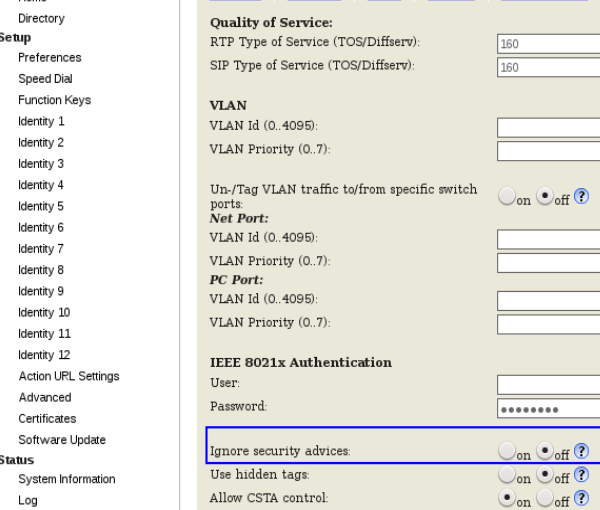 Home
Directory
Setup
Preferences
Speed Dial
Function Keys
Identity 1
Identity 2
Identity 3
Identity 4
Identity 5
Identity 6
Identity 7
Identity 8
Identity 9
Identity 10
Identity 11
Identity 12
Action URL Settings
Advanced
Certificates
Software Update
Status
System Information
Log
Quality of Service:
RTP Type of Service (TOS/Diffserv): 160
SIP Type of Service (TOS/Diffserv): 160
VLAN
VLAN Id (0..4095):
VLAN Priority (0..7):
Un-/Tag VLAN traffic to/from specific switch
ports: on off ?
Net Port:
VLAN Id (0..4095):
VLAN Priority (0..7):
PC Port:
VLAN Id (0..4095):
VLAN Priority (0..7):
IEEE 8021x Authentication
User:
Password: ●●●●●●●●
Ignore security advices: on off ?
Use hidden tags: on off ?
Allow CSTA control: on off ?